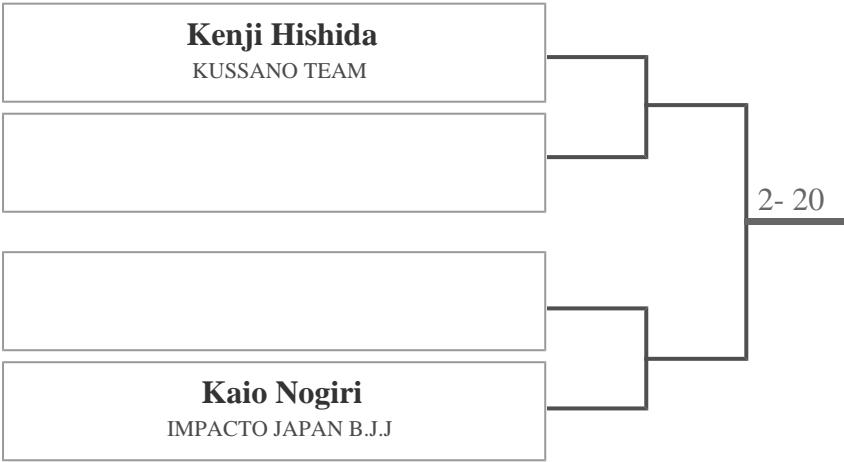 Kenji Hishida
KUSSANO TEAM
2- 20
Kaio Nogiri
IMPACTO JAPAN B.J.J